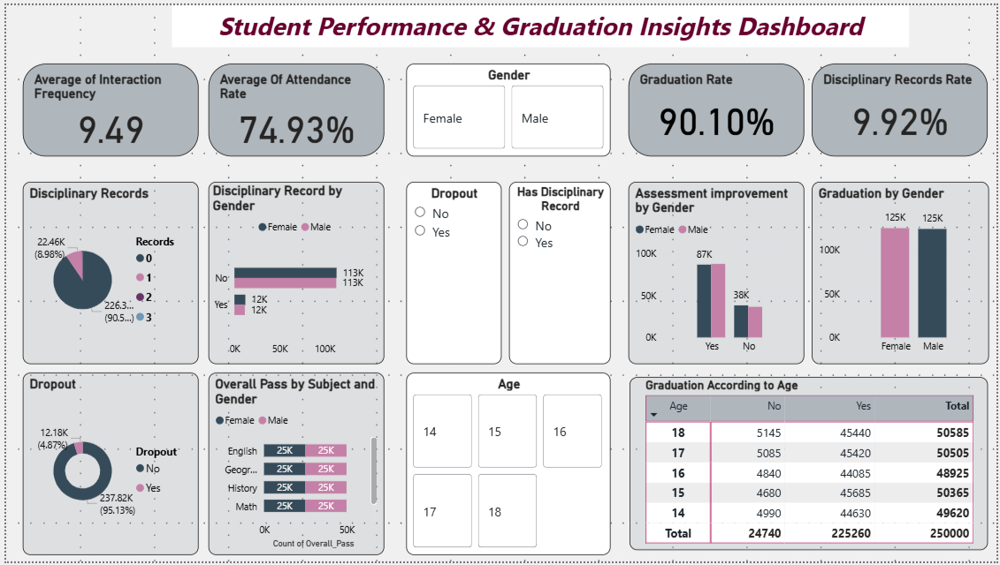 Student Performance & Graduation Insights Dashboard
Average of Interaction
Frequency
9.49
Average Of Attendance
Rate
74.93%
Gender
Female
Male
Graduation Rate
90.10%
Disciplinary Records Rate
9.92%
Disciplinary Records
22.46K
(8.98%)
226.3...
(90.5...)
Records
0
1
2
3
Disciplinary Record by
Gender
Female Male
No 113K
113K
Yes 12K
12K
0K 50K 100K
Dropout
No
Yes
Has Disciplinary
Record
No
Yes
Assessment improvement
by Gender
Female Male
100K
50K
0K
87K
38K
Yes No
Graduation by Gender
125K 125K
100K
50K
0K
Female Male
Dropout
12.18K
(4.87%)
237.82K
(95.13%)
Dropout
No
Yes
Overall Pass by Subject and
Gender
Female Male
English 25K 25K
Geogr... 25K 25K
History 25K 25K
Math 25K 25K
0K 50K
Count of Overall_Pass
Age
14 15 16
17 18
Graduation According to Age
Age No Yes Total
18 5145 45440 50585
17 5085 45420 50505
16 4840 44085 48925
15 4680 45685 50365
14 4990 44630 49620
Total 24740 225260 250000